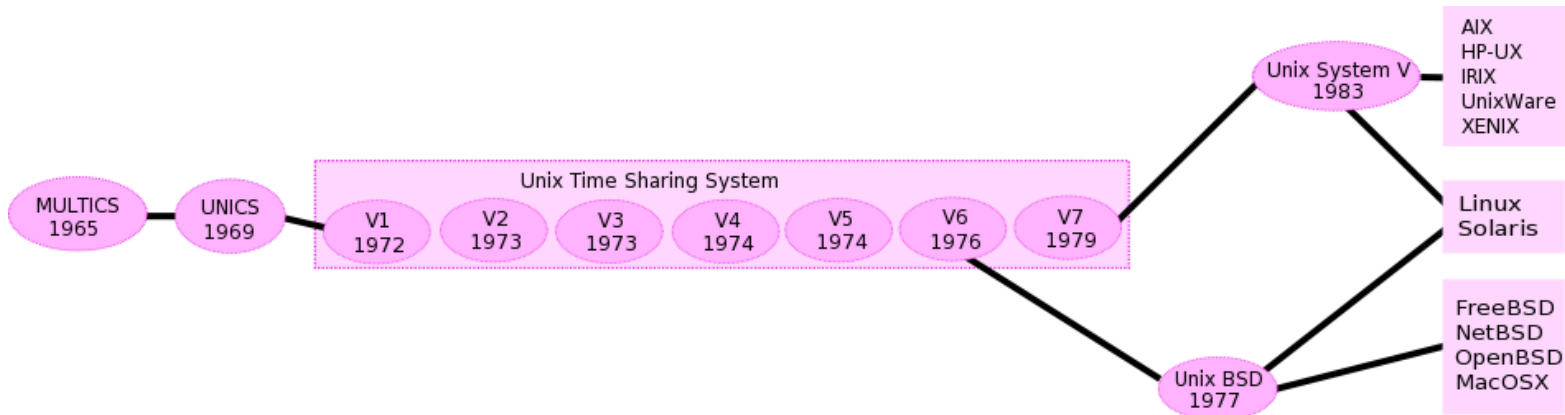 MULTICS
1965
UNICS
1969
Unix Time Sharing System
V1
1972
V2
1973
V3
1973
V4
1974
V5
1974
V6
1976
V7
1979
Unix System V
1983
Unix BSD
1977
AIX
HP-UX
IRIX
UnixWare
XENIX
Linux
Solaris
FreeBSD
NetBSD
OpenBSD
MacOSX